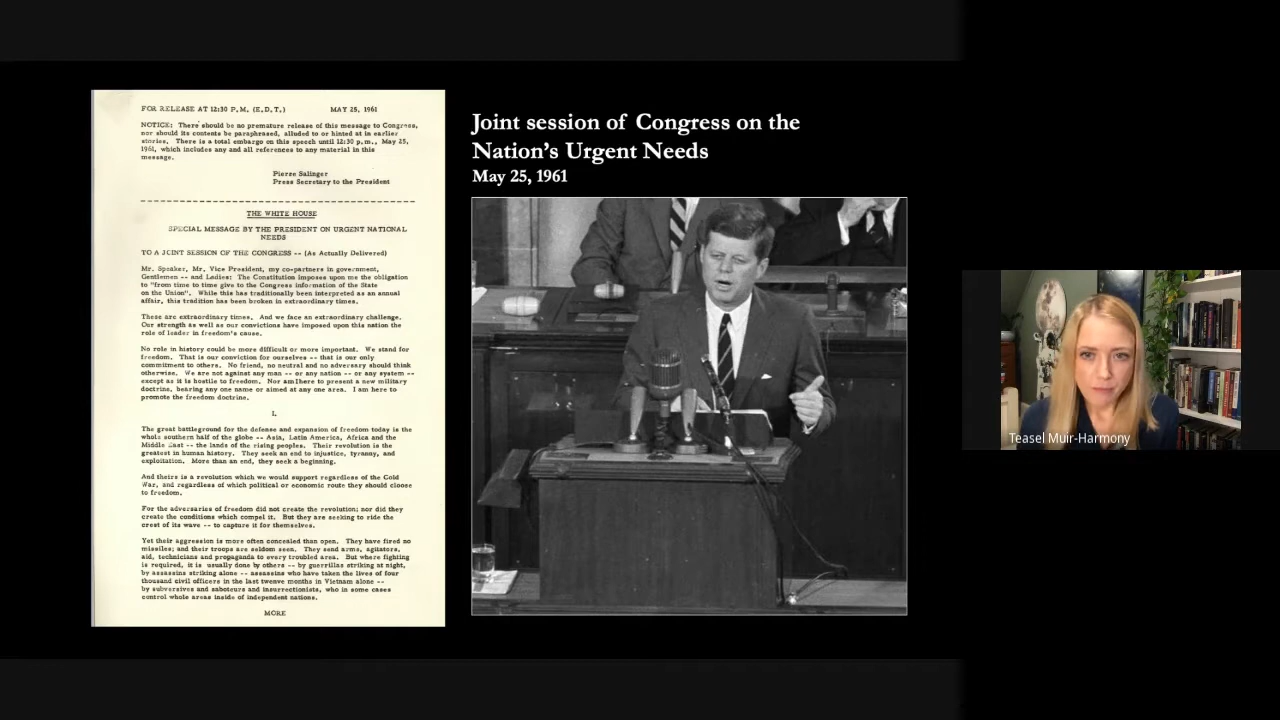 FOR RELEASE AT 12:30 P.M. (E.D.T.) MAY 25, 1961
NOTICE: There should be no premature release of this message to Congress,
nor should its contents be paraphrased, alluded to or hinted at in earlier
stories. There is a total embargo on this speech until 12:30 p.m., May 25,
1961, which includes any and all references to any material in this
message.
Pierre Salinger
Press Secretary to the President
THE WHITE HOUSE
SPECIAL MESSAGE BY THE PRESIDENT ON URGENT NATIONAL
NEEDS
TO A JOINT SESSION OF THE CONGRESS -- (As Actually Delivered)
Mr. Speaker, Mr. Vice President, my co-partners in government,
Gentlemen -- and Ladies: The Constitution imposes upon me the obligation
to "from time to time give to the Congress information of the State
on the Union". While this has traditionally been interpreted as an annual
affair, this tradition has been broken in extraordinary times.
These are extraordinary times. And we face an extraordinary challenge.
Our strength as well as our convictions have imposed upon this nation the
role of leader in freedom's cause.
No role in history could be more difficult or more important. We stand for
freedom. That is our conviction for ourselves -- that is our only
commitment to others. No friend, no neutral and no adversary should think
otherwise. We are not against any man -- or any nation -- or any system --
except as it is hostile to freedom. Nor am I here to present a new military
doctrine, bearing any one name or aimed at any one area. I am here to
promote the freedom doctrine.
I.
The great battleground for the defense and expansion of freedom today is the
whole southern half of the globe -- Asia, Latin America, Africa and the
Middle East -- the lands of the rising peoples. Their revolution is the
greatest in human history. They seek an end to injustice, tyranny, and
exploitation. More than an end, they seek a beginning.
And theirs is a revolution which we would support regardless of the Cold
War, and regardless of which political or economic route they should choose
to freedom.
For the adversaries of freedom did not create the revolution; nor did they
create the conditions which compel it. But they are seeking to ride the
crest of its wave -- to capture it for themselves.
Yet their aggression is more often concealed than open. They have fired no
missiles; and their troops are seldom seen. They send arms, agitators,
aid, technicians and propaganda to every troubled area. But where fighting
is required, it is usually done by others -- by guerrillas striking at night,
by assassins striking alone -- assassins who have taken the lives of four
thousand civil officers in the last twelve months in Vietnam alone --
by subversives and saboteurs and insurrectionists, who in some cases
control whole areas inside of independent nations.
MORE
Joint session of Congress on the
Nation's Urgent Needs
May 25, 1961
Teasel Muir-Harmony